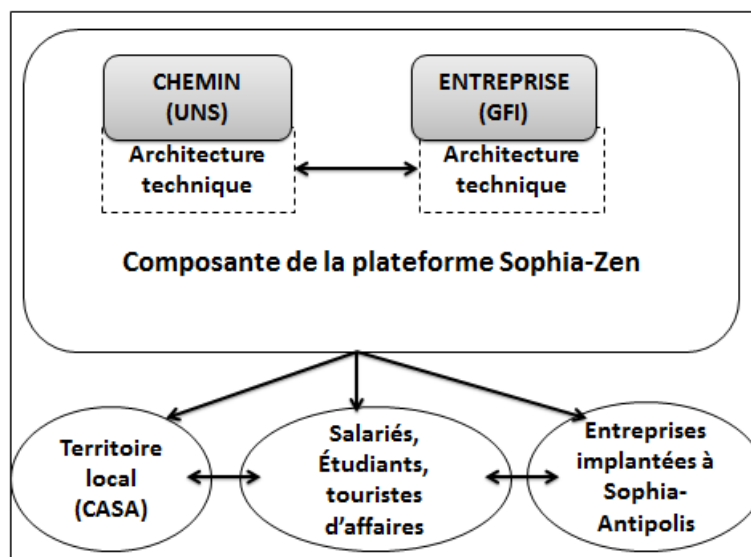 CHEMIN
(UNS)
Architecture
technique
ENTREPRISE
(GFI)
Architecture
technique
Composante de la plateforme Sophia-Zen
Territoire
local
(CASA)
Salariés,
Étudiants,
touristes
d'affaires
Entreprises
implantées à
Sophia-
Antipolis